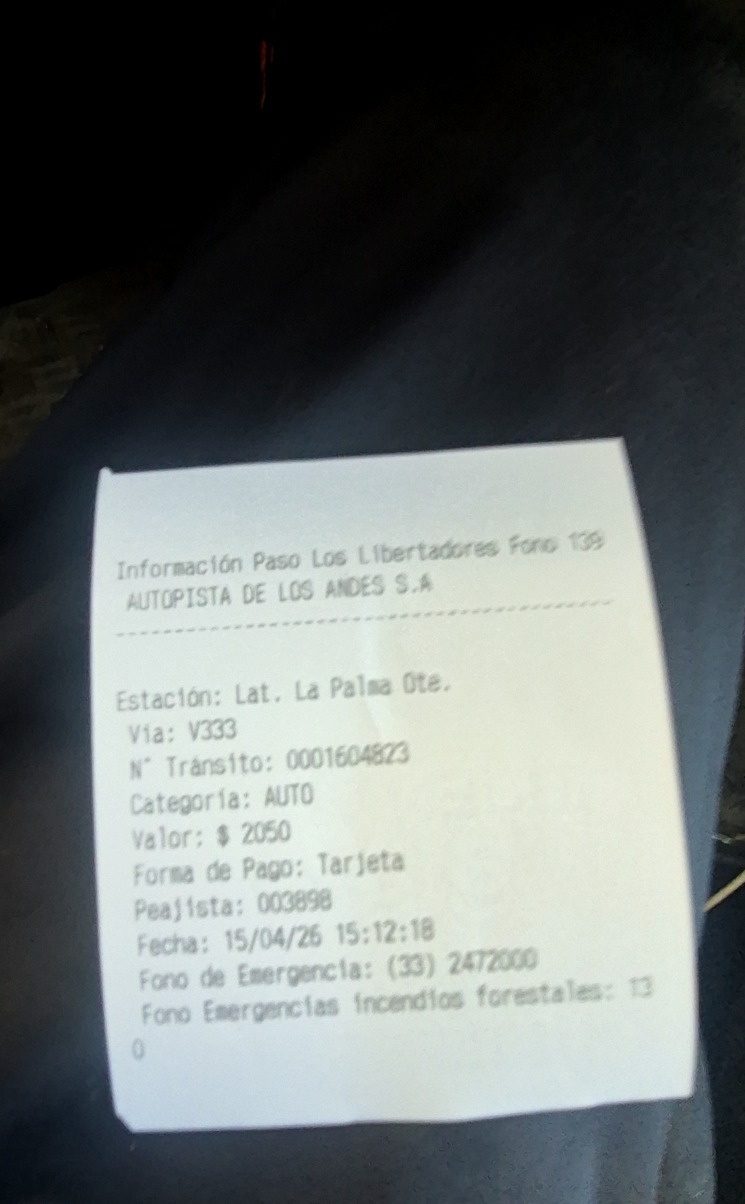 Información Paso Los Libertadores Fono 139
AUTOPISTA DE LOS ANDES S.A
--------------------------------------------------
Estación: Lat. La Palma Ote.
Vía: V333
N° Tránsito: 0001604823
Categoría: AUTO
Valor: $ 2050
Forma de Pago: Tarjeta
Peajista: 003898
Fecha: 15/04/26 15:12:18
Fono de Emergencia: (33) 2472000
Fono Emergencias incendios forestales: 13
0